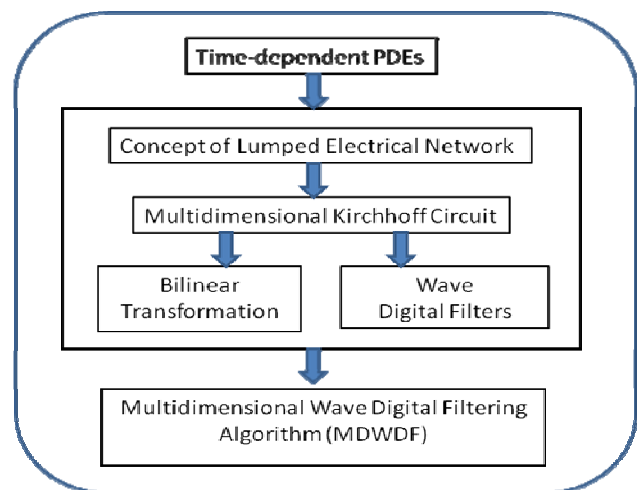 Time-dependent PDEs
Concept of Lumped Electrical Network
Multidimensional Kirchhoff Circuit
Bilinear
Transformation
Wave
Digital Filters
Multidimensional Wave Digital Filtering
Algorithm (MDWDF)